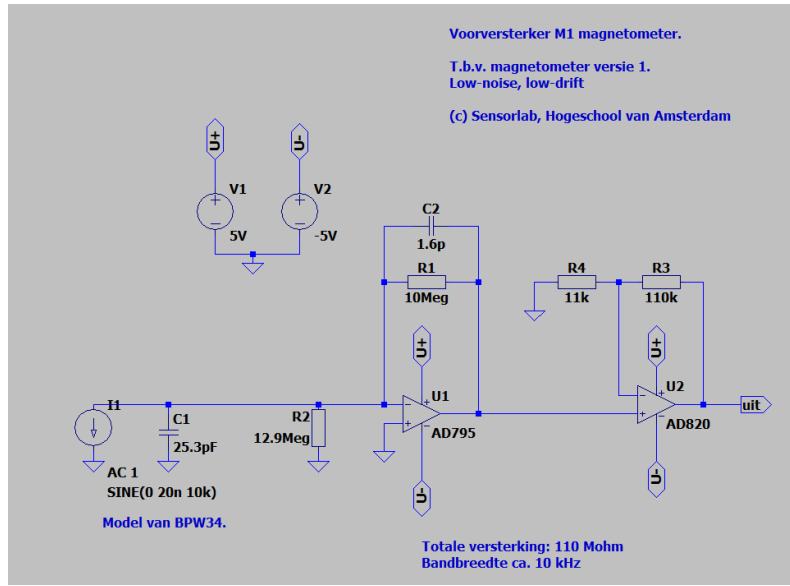 Voorversterker M1 magnetometer.
T.b.v. magnetometer versie 1.
Low-noise, low-drift
(c) Sensorlab, Hogeschool van Amsterdam
U+
U-
V1
V2
5V
-5V
C2
1.6p
R1
10Meg
R4
R3
11k
110k
U+
U+
I1
C1
25.3pF
R2
12.9Meg
U1
AD795
U2
AD820
uit
AC 1
SINE(0 20n 10k)
U-
U-
Model van BPW34.
Totale versterking: 110 Mohm
Bandbreedte ca. 10 kHz